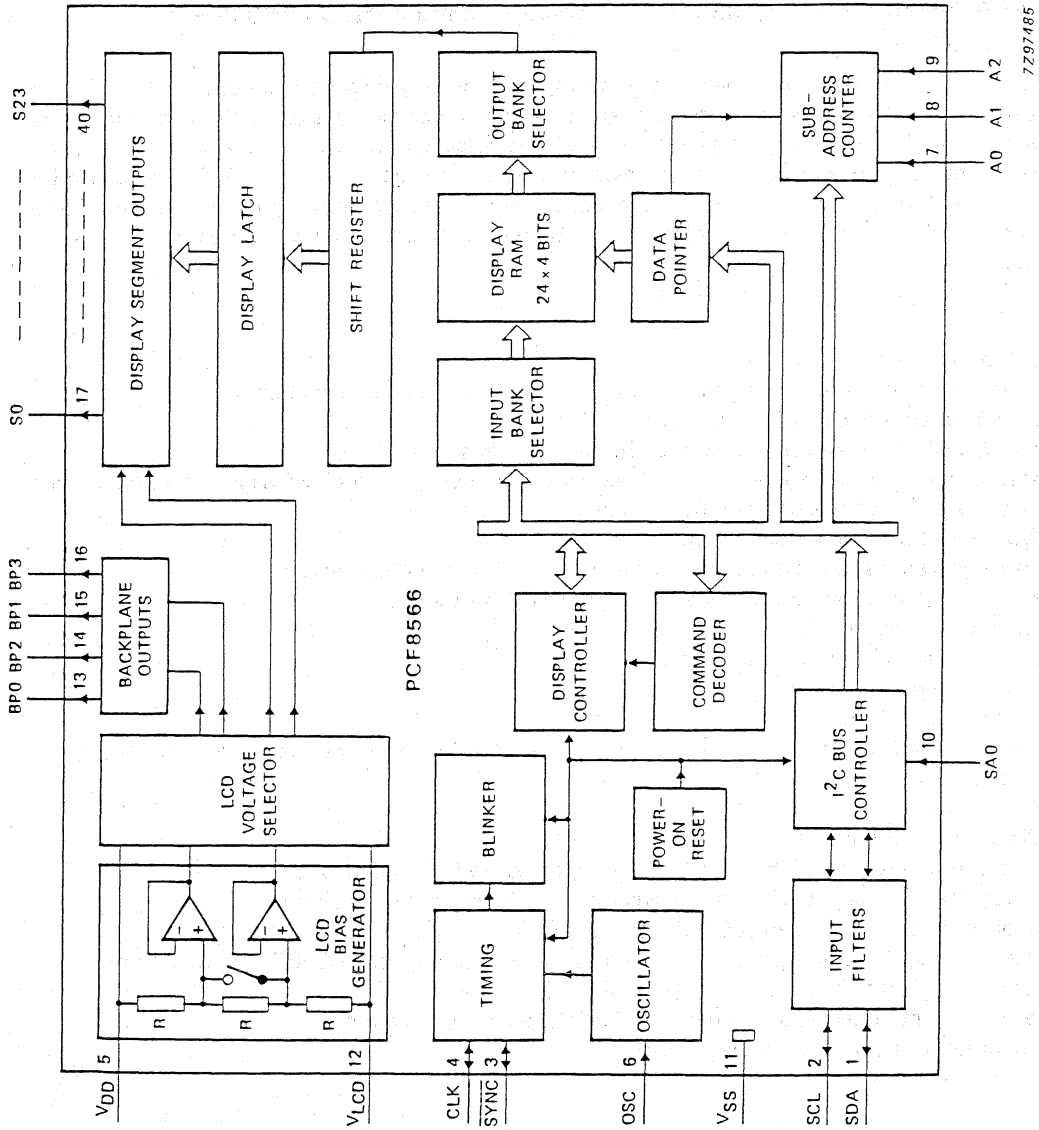 BP0 BP2 BP1 BP3
S0
S23
13
14
15
16
17
40
BACKPLANE
OUTPUTS
DISPLAY SEGMENT OUTPUTS
VDD
5
LCD
VOLTAGE
SELECTOR
DISPLAY LATCH
R
R
R
-
+
-
+
LCD
BIAS
GENERATOR
SHIFT REGISTER
VLCD
12
PCF8566
CLK
4
SYNC
3
TIMING
BLINKER
DISPLAY
CONTROLLER
INPUT
BANK
SELECTOR
DISPLAY
RAM
24 x 4 BITS
OUTPUT
BANK
SELECTOR
OSC
6
OSCILLATOR
POWER-
ON
RESET
COMMAND
DECODER
DATA
POINTER
VSS
11
SCL
2
SDA
1
INPUT
FILTERS
I2C BUS
CONTROLLER
SUB-
ADDRESS
COUNTER
10
7
8
9
SA0
A0
A1
A2
7Z97485